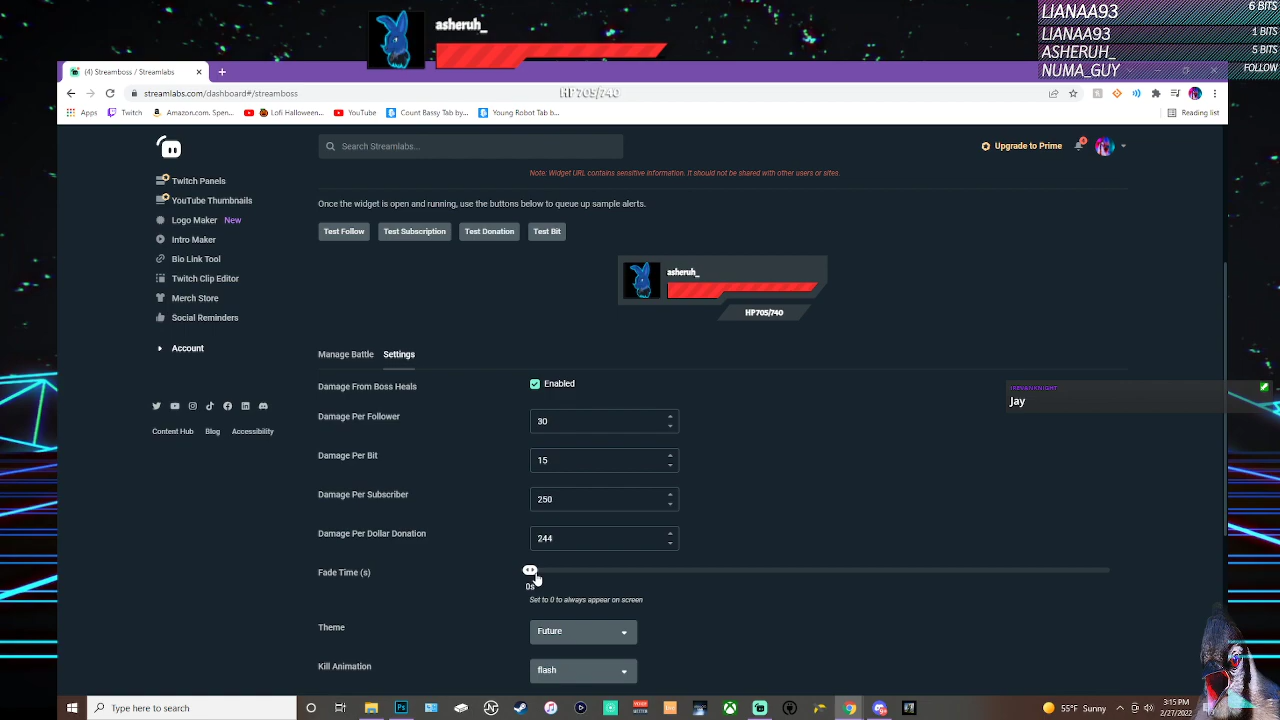 asheruh_
LIANAA93
6 BITS
LIANAA93
1 BITS
ASHERUH_
NUMA_GUY
FOLLOW
(4) Streamboss / Streamlabs
streamlabs.com/dashboard#/streamboss
HP705/740
Apps
Twitch
Amazon.com. Spen...
Lofi Halloween...
YouTube
Count Bassy Tab by...
Young Robot Tab b...
Reading list
Search Streamlabs...
Upgrade to Prime
Note: Widget URL contains sensitive information. It should not be shared with other users or sites.
Twitch Panels
YouTube Thumbnails
Logo Maker New
Intro Maker
Bio Link Tool
Twitch Clip Editor
Merch Store
Social Reminders
Account
Content Hub Blog Accessibility
Once the widget is open and running, use the buttons below to queue up sample alerts.
Test Follow
Test Subscription
Test Donation
Test Bit
asheruh_
HP705/740
Manage Battle
Settings
Damage From Boss Heals
Enabled
Damage Per Follower
30
Damage Per Bit
15
Damage Per Subscriber
250
Damage Per Dollar Donation
244
Fade Time (s)
0s
Set to 0 to always appear on screen
Theme
Future
Kill Animation
flash
Jay
Type here to search
30°F Sunny
2/27/2022